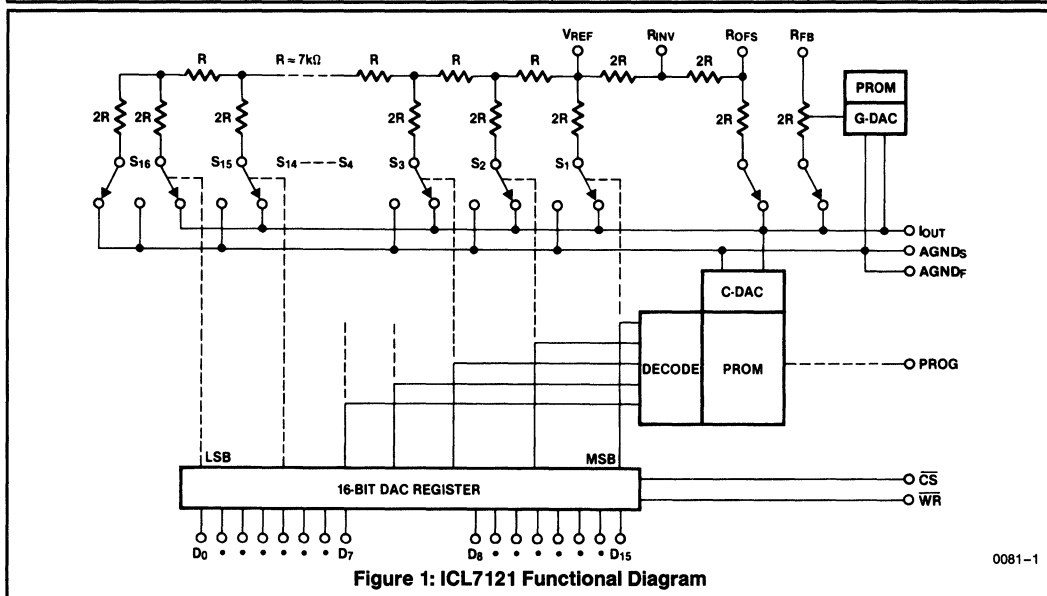 VREF RINV ROFS RFB
R R ≈ 7kΩ R R R 2R 2R
PROM
G-DAC
2R 2R 2R 2R 2R 2R 2R 2R
S16 S15 S14 ---- S4 S3 S2 S1
IOUT
AGNDS
AGNDF
C-DAC
DECODE PROM PROG
LSB MSB
16-BIT DAC REGISTER
CS
WR
D0 • • • • • • D7 D8 • • • • • • D15
Figure 1: ICL7121 Functional Diagram
0081-1